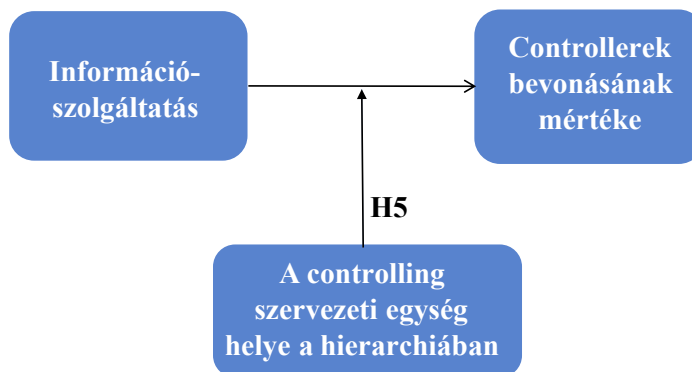 Információ-
szolgáltatás
Controllerek
bevonásának
mértéke
H5
A controlling
szervezeti egység
helye a hierarchiában